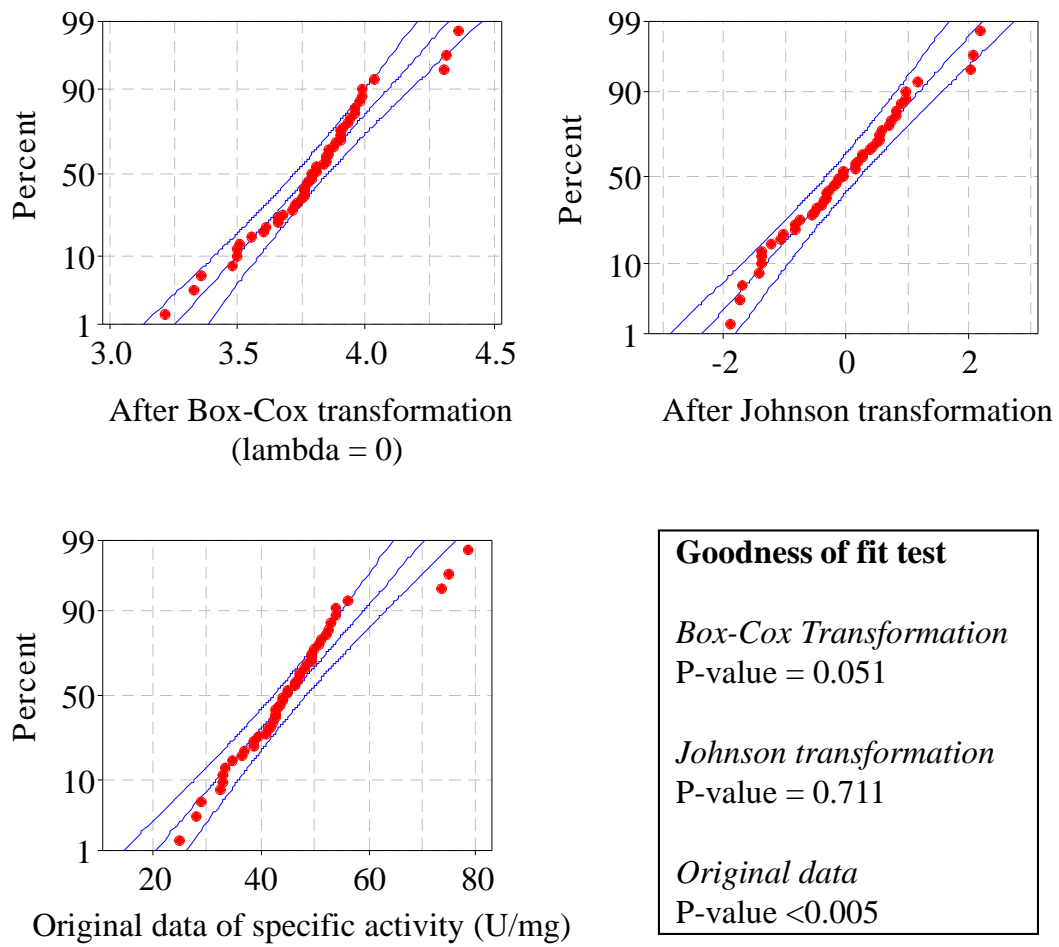 99
90
50
10
1
Percent
3.0 3.5 4.0 4.5
After Box-Cox transformation
(lambda = 0)
99
90
50
10
1
Percent
-2 0 2
After Johnson transformation
99
90
50
10
1
Percent
20 40 60 80
Original data of specific activity (U/mg)
Goodness of fit test
Box-Cox Transformation
P-value = 0.051
Johnson transformation
P-value = 0.711
Original data
P-value <0.005